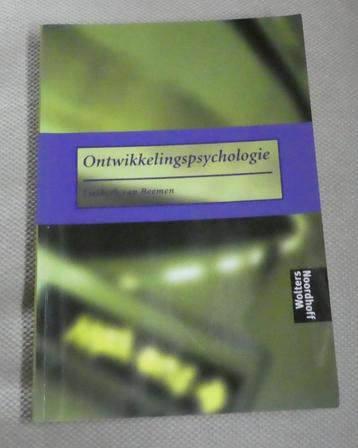 Ontwikkelingspsychologie
van Beemen
Wolters
Noordhoff